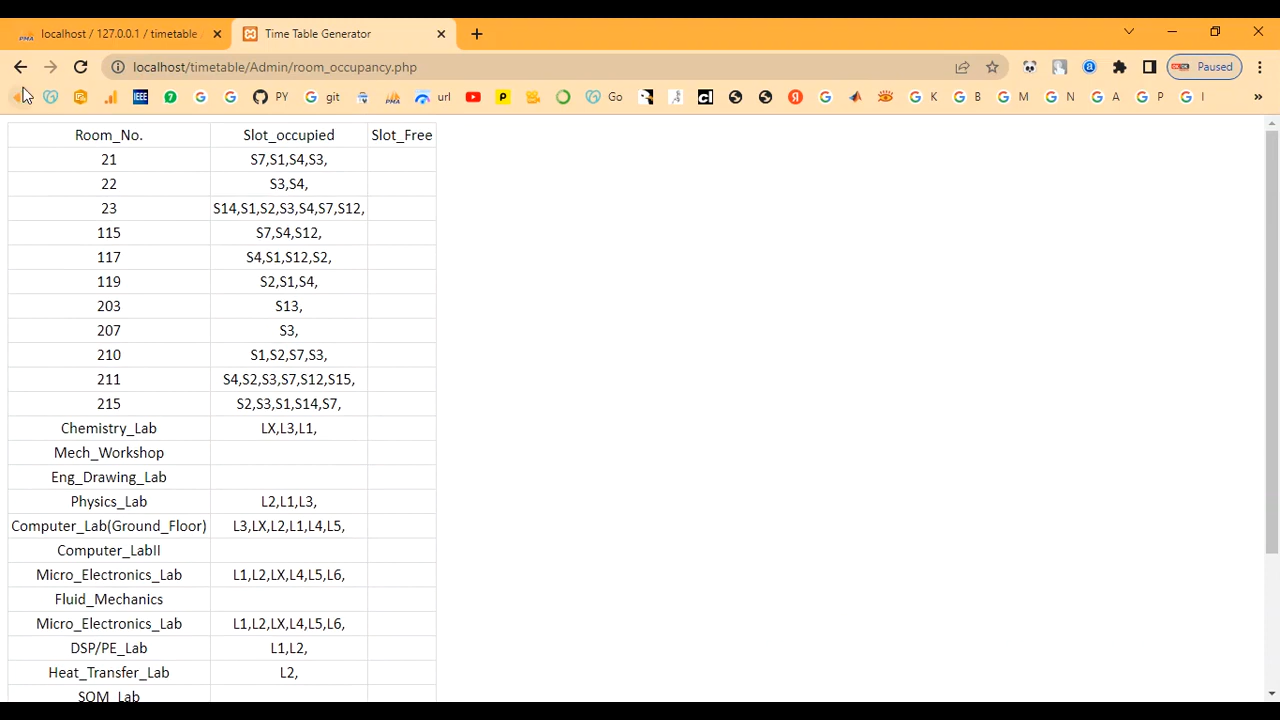 localhost / 127.0.0.1 / timetable
Time Table Generator
localhost/timetable/Admin/room_occupancy.php
Paused
PY
git
url
Go
K
B
M
N
A
P
I
Room_No. Slot_occupied Slot_Free
21 S7,S1,S4,S3,
22 S3,S4,
23 S14,S1,S2,S3,S4,S7,S12,
115 S7,S4,S12,
117 S4,S1,S12,S2,
119 S2,S1,S4,
203 S13,
207 S3,
210 S1,S2,S7,S3,
211 S4,S2,S3,S7,S12,S15,
215 S2,S3,S1,S14,S7,
Chemistry_Lab LX,L3,L1,
Mech_Workshop
Eng_Drawing_Lab
Physics_Lab L2,L1,L3,
Computer_Lab(Ground_Floor) L3,LX,L2,L1,L4,L5,
Computer_LabII
Micro_Electronics_Lab L1,L2,LX,L4,L5,L6,
Fluid_Mechanics
Micro_Electronics_Lab L1,L2,LX,L4,L5,L6,
DSP/PE_Lab L1,L2,
Heat_Transfer_Lab L2,
SOM_Lab